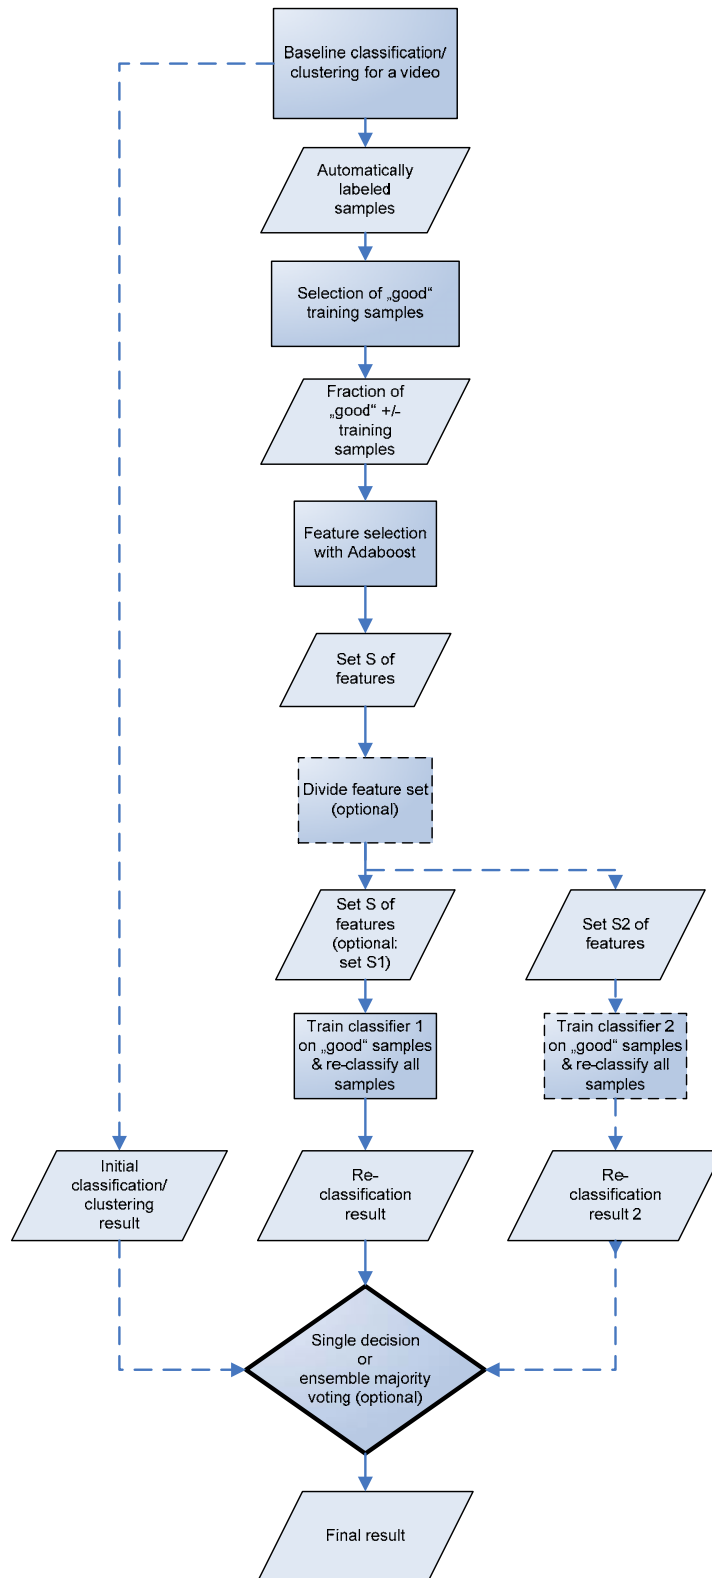 Baseline classification/
clustering for a video
Automatically
labeled
samples
Selection of „good“
training samples
Fraction of
„good“ +/-
training
samples
Feature selection
with Adaboost
Set S of
features
Divide feature set
(optional)
Set S of
features
(optional:
set S1)
Set S2 of
features
Train classifier 1
on „good“ samples
& re-classify all
samples
Train classifier 2
on „good“ samples
& re-classify all
samples
Initial
classification/
clustering
result
Re-
classification
result
Re-
classification
result 2
Single decision
or
ensemble majority
voting (optional)
Final result